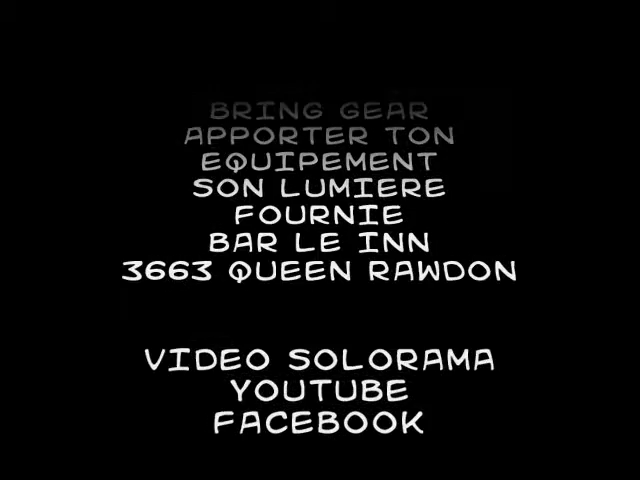 BRING GEAR
APPORTER TON
EQUIPEMENT
SON LUMIERE
FOURNIE
BAR LE INN
3663 QUEEN RAWDON
VIDEO SOLORAMA
YOUTUBE
FACEBOOK